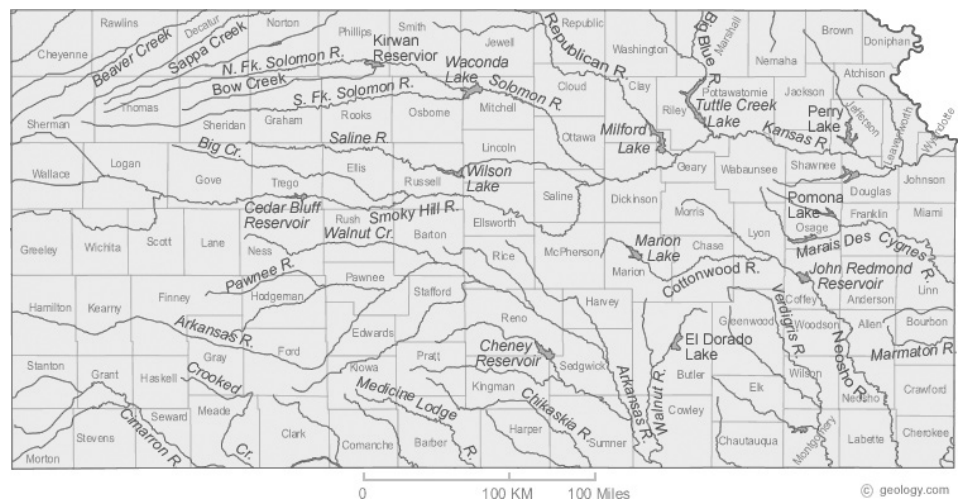 Cheyenne
Rawlins
Decatur
Norton
Phillips
Smith
Jewell
Republic
Washington
Marshall
Nemaha
Brown
Doniphan
Beaver Creek
Sappa Creek
N. Fk. Solomon R.
Bow Creek
S. Fk. Solomon R.
Kirwan
Reservior
Waconda
Lake
Solomon R.
Republican R.
Big Blue R.
Atchison
Sherman
Thomas
Sheridan
Graham
Rooks
Osborne
Mitchell
Cloud
Clay
Riley
Pottawatomie
Jackson
Jefferson
Leavenworth
Wyandotte
Tuttle Creek
Lake
Perry
Lake
Milford
Lake
Kansas R.
Ottawa
Saline R.
Big Cr.
Lincoln
Wallace
Logan
Gove
Trego
Ellis
Russell
Wilson
Lake
Saline
Geary
Wabaunsee
Shawnee
Douglas
Johnson
Cedar Bluff
Reservoir
Smoky Hill R.
Ellsworth
Dickinson
Morris
Pomona
Lake
Osage
Franklin
Miami
Greeley
Wichita
Scott
Lane
Ness
Rush
Walnut Cr.
Barton
Rice
McPherson
Marion
Lake
Marion
Chase
Lyon
Marais Des Cygnes R.
Cottonwood R.
John Redmond
Reservoir
Coffey
Anderson
Linn
Pawnee R.
Pawnee
Hodgeman
Stafford
Hamilton
Kearny
Finney
Arkansas R.
Gray
Ford
Edwards
Reno
Harvey
Cheney
Reservoir
Sedgwick
El Dorado
Lake
Butler
Greenwood
Verdigris R.
Woodson
Allen
Bourbon
Marmaton R.
Neosho R.
Stanton
Grant
Haskell
Crooked
Cr.
Kiowa
Pratt
Kingman
Medicine Lodge
R.
Chikaskia R.
Arkansas R.
Walnut R.
Elk
Wilson
Neosho
Crawford
Morton
Stevens
Seward
Cimarron R.
Meade
Clark
Comanche
Barber
Harper
Sumner
Cowley
Chautauqua
Montgomery
Labette
Cherokee
0
100 KM
100 Miles
© geology.com